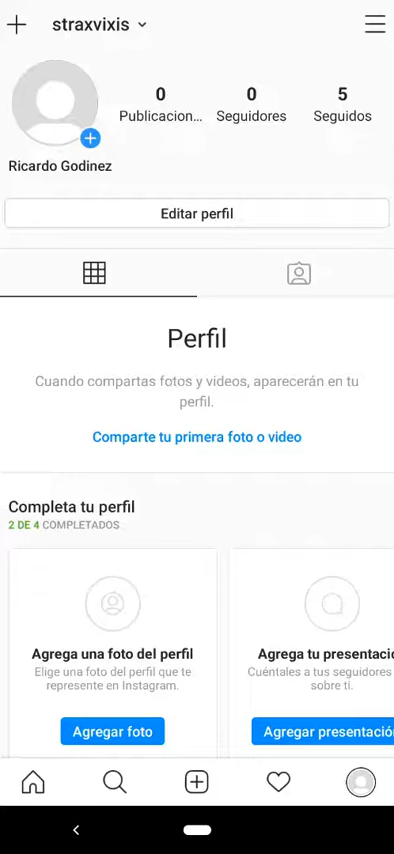 straxvixis
0 0 5
Publicacion... Seguidores Seguidos
Ricardo Godinez
Editar perfil
Perfil
Cuando compartas fotos y videos, aparecerán en tu
perfil.
Comparte tu primera foto o video
Completa tu perfil
2 DE 4 COMPLETADOS
Agrega una foto del perfil
Elige una foto del perfil que te
represente en Instagram.
Agregar foto
Agrega tu presentaci
Cuéntales a tus seguidores
sobre ti.
Agregar presentación